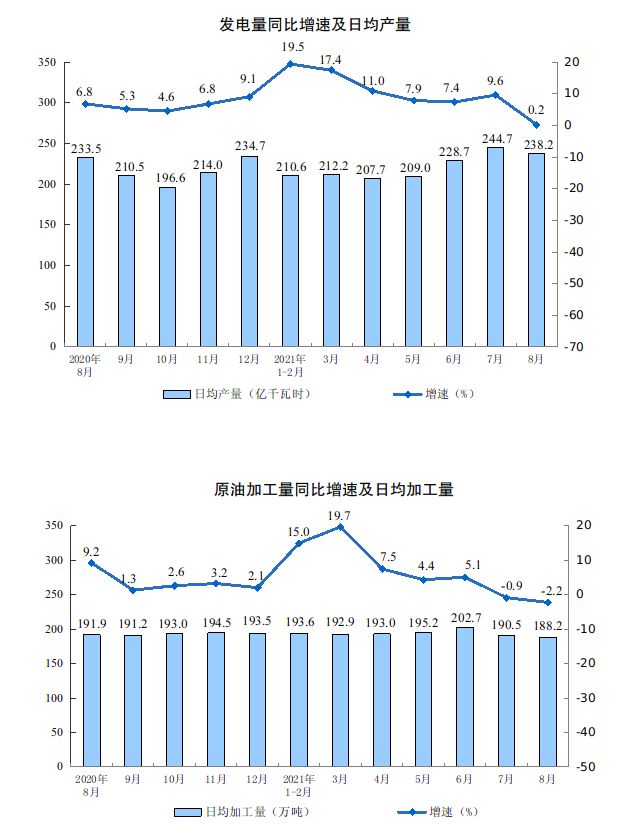 发电量同比增速及日均产量
350
300
250
200
150
100
50
0
20
10
0
-10
-20
-30
-40
-50
-60
-70
6.8 5.3 4.6 6.8 9.1 19.5 17.4 11.0 7.9 7.4 9.6 0.2
233.5 210.5 196.6 214.0 234.7 210.6 212.2 207.7 209.0 228.7 244.7 238.2
2020年 9月 10月 11月 12月 2021年 3月 4月 5月 6月 7月 8月
8月 1-2月
日均产量（亿千瓦时） 增速（%）
原油加工量同比增速及日均加工量
350
300
250
200
150
100
50
0
20
10
0
-10
-20
-30
-40
-50
9.2 1.3 2.6 3.2 2.1 15.0 19.7 7.5 4.4 5.1 -0.9 -2.2
191.9 191.2 193.0 194.5 193.5 193.6 192.9 193.0 195.2 202.7 190.5 188.2
2020年 9月 10月 11月 12月 2021年 3月 4月 5月 6月 7月 8月
8月 1-2月
日均加工量（万吨） 增速（%）